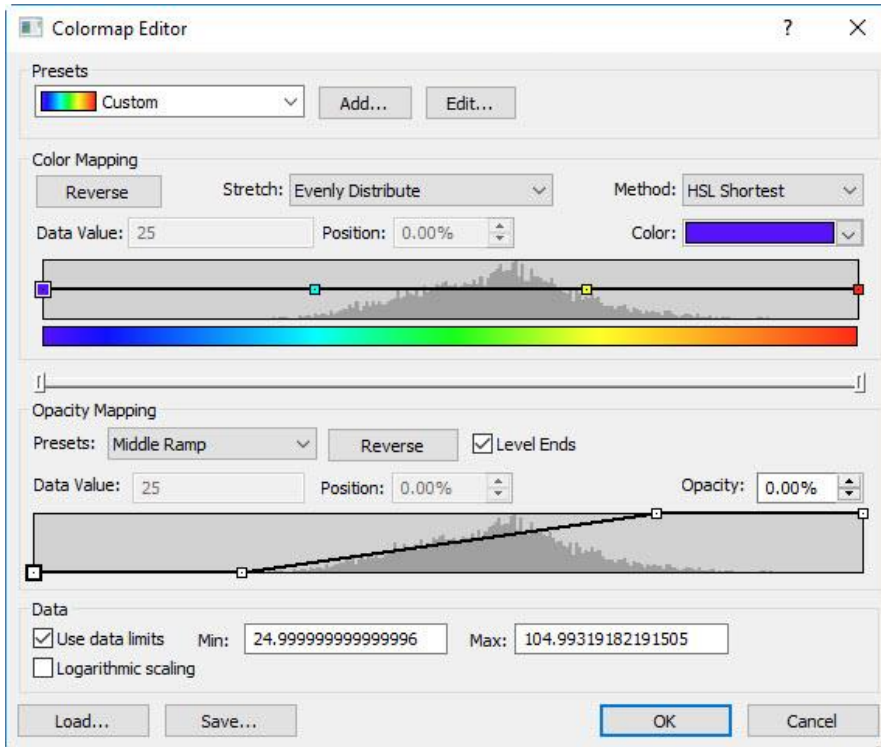 Colormap Editor ? X
Presets
Custom Add... Edit...
Color Mapping
Reverse Stretch: Evenly Distribute Method: HSL Shortest
Data Value: 25 Position: 0.00% Color:
Opacity Mapping
Presets: Middle Ramp Reverse Level Ends
Data Value: 25 Position: 0.00% Opacity: 0.00%
Data
Use data limits Min: 24.999999999999996 Max: 104.99319182191505
Logarithmic scaling
Load... Save... OK Cancel